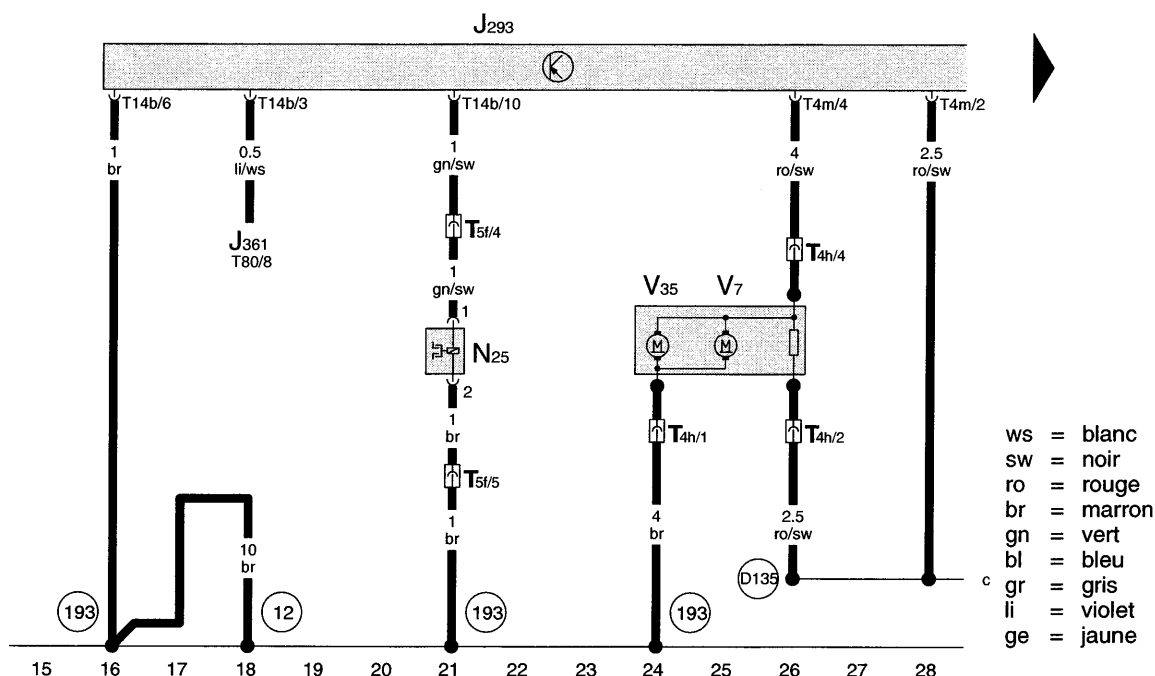 J293
T14b/6
T14b/3
T14b/10
T4m/4
T4m/2
1
br
0.5
li/ws
1
gn/sw
4
ro/sw
2.5
ro/sw
J361
T80/8
T5f/4
T4h/4
1
gn/sw
1
V35
V7
M
M
N25
2
1
br
T4h/1
T4h/2
T5f/5
10
br
1
br
4
br
2.5
ro/sw
D135
c
193
12
193
193
15 16 17 18 19 20 21 22 23 24 25 26 27 28
ws = blanc
sw = noir
ro = rouge
br = marron
gn = vert
bl = bleu
gr = gris
li = violet
ge = jaune